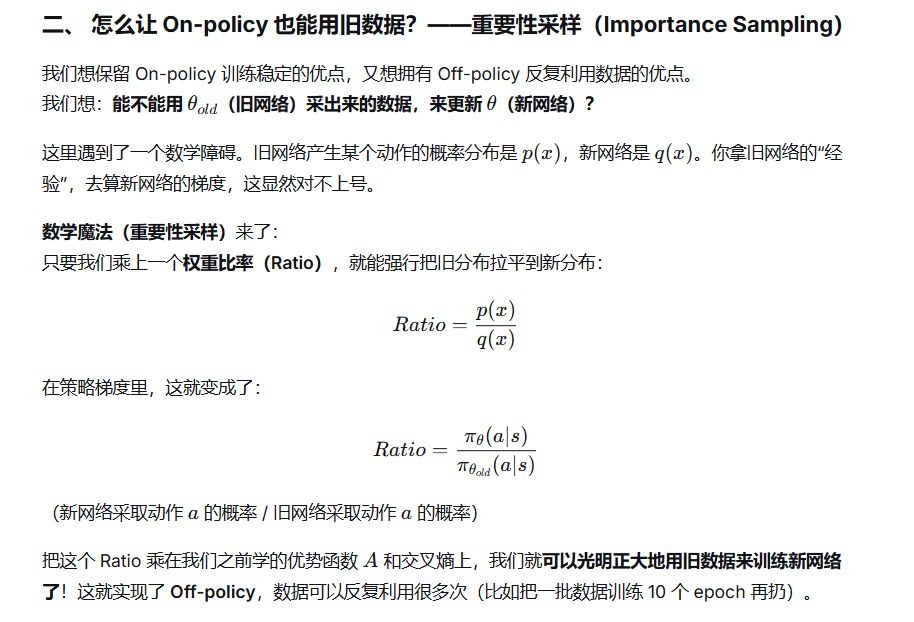 二、 怎么让 On-policy 也能用旧数据？——重要性采样（Importance Sampling）
我们想保留 On-policy 训练稳定的优点，又想拥有 Off-policy 反复利用数据的优点。
我们想：能不能用 θ_old（旧网络）采出来的数据，来更新 θ（新网络）？
这里遇到了一个数学障碍。旧网络产生某个动作的概率分布是 p(x)，新网络是 q(x)。你拿旧网络的“经
验”，去算新网络的梯度，这显然对不上号。
数学魔法（重要性采样）来了：
只要我们乘上一个权重比率（Ratio），就能强行把旧分布拉平到新分布：
Ratio = p(x) / q(x)
在策略梯度里，这就变成了：
Ratio = π_θ(a|s) / π_θ_old(a|s)
（新网络采取动作 a 的概率 / 旧网络采取动作 a 的概率）
把这个 Ratio 乘在我们之前学的优势函数 A 和交叉熵上，我们就可以光明正大地用旧数据来训练新网络
了！这就实现了 Off-policy，数据可以反复利用很多次（比如把一批数据训练 10 个 epoch 再扔）。